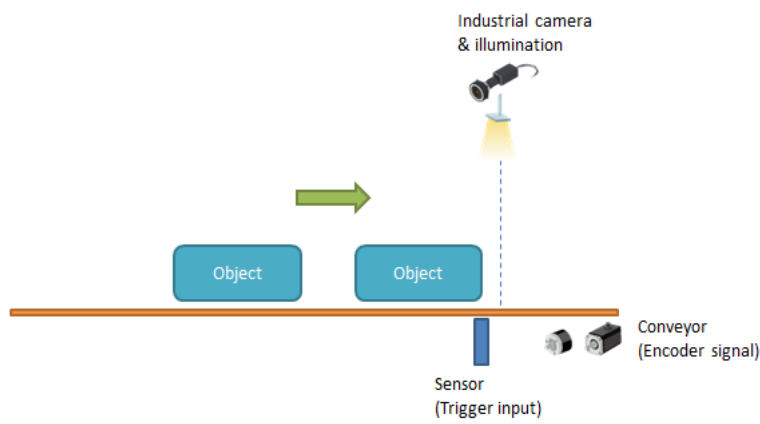 Industrial camera
& illumination
Object
Object
Conveyor
(Encoder signal)
Sensor
(Trigger input)